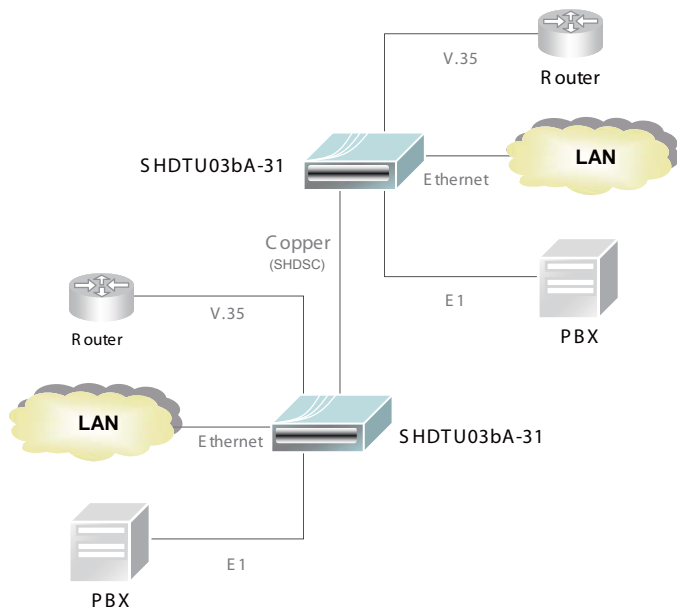 V.35
Router
SHDTU03bA-31
LAN
Ethernet
Copper
(SHDSC)
E1
PBX
V.35
Router
LAN
Ethernet
SHDTU03bA-31
E1
PBX